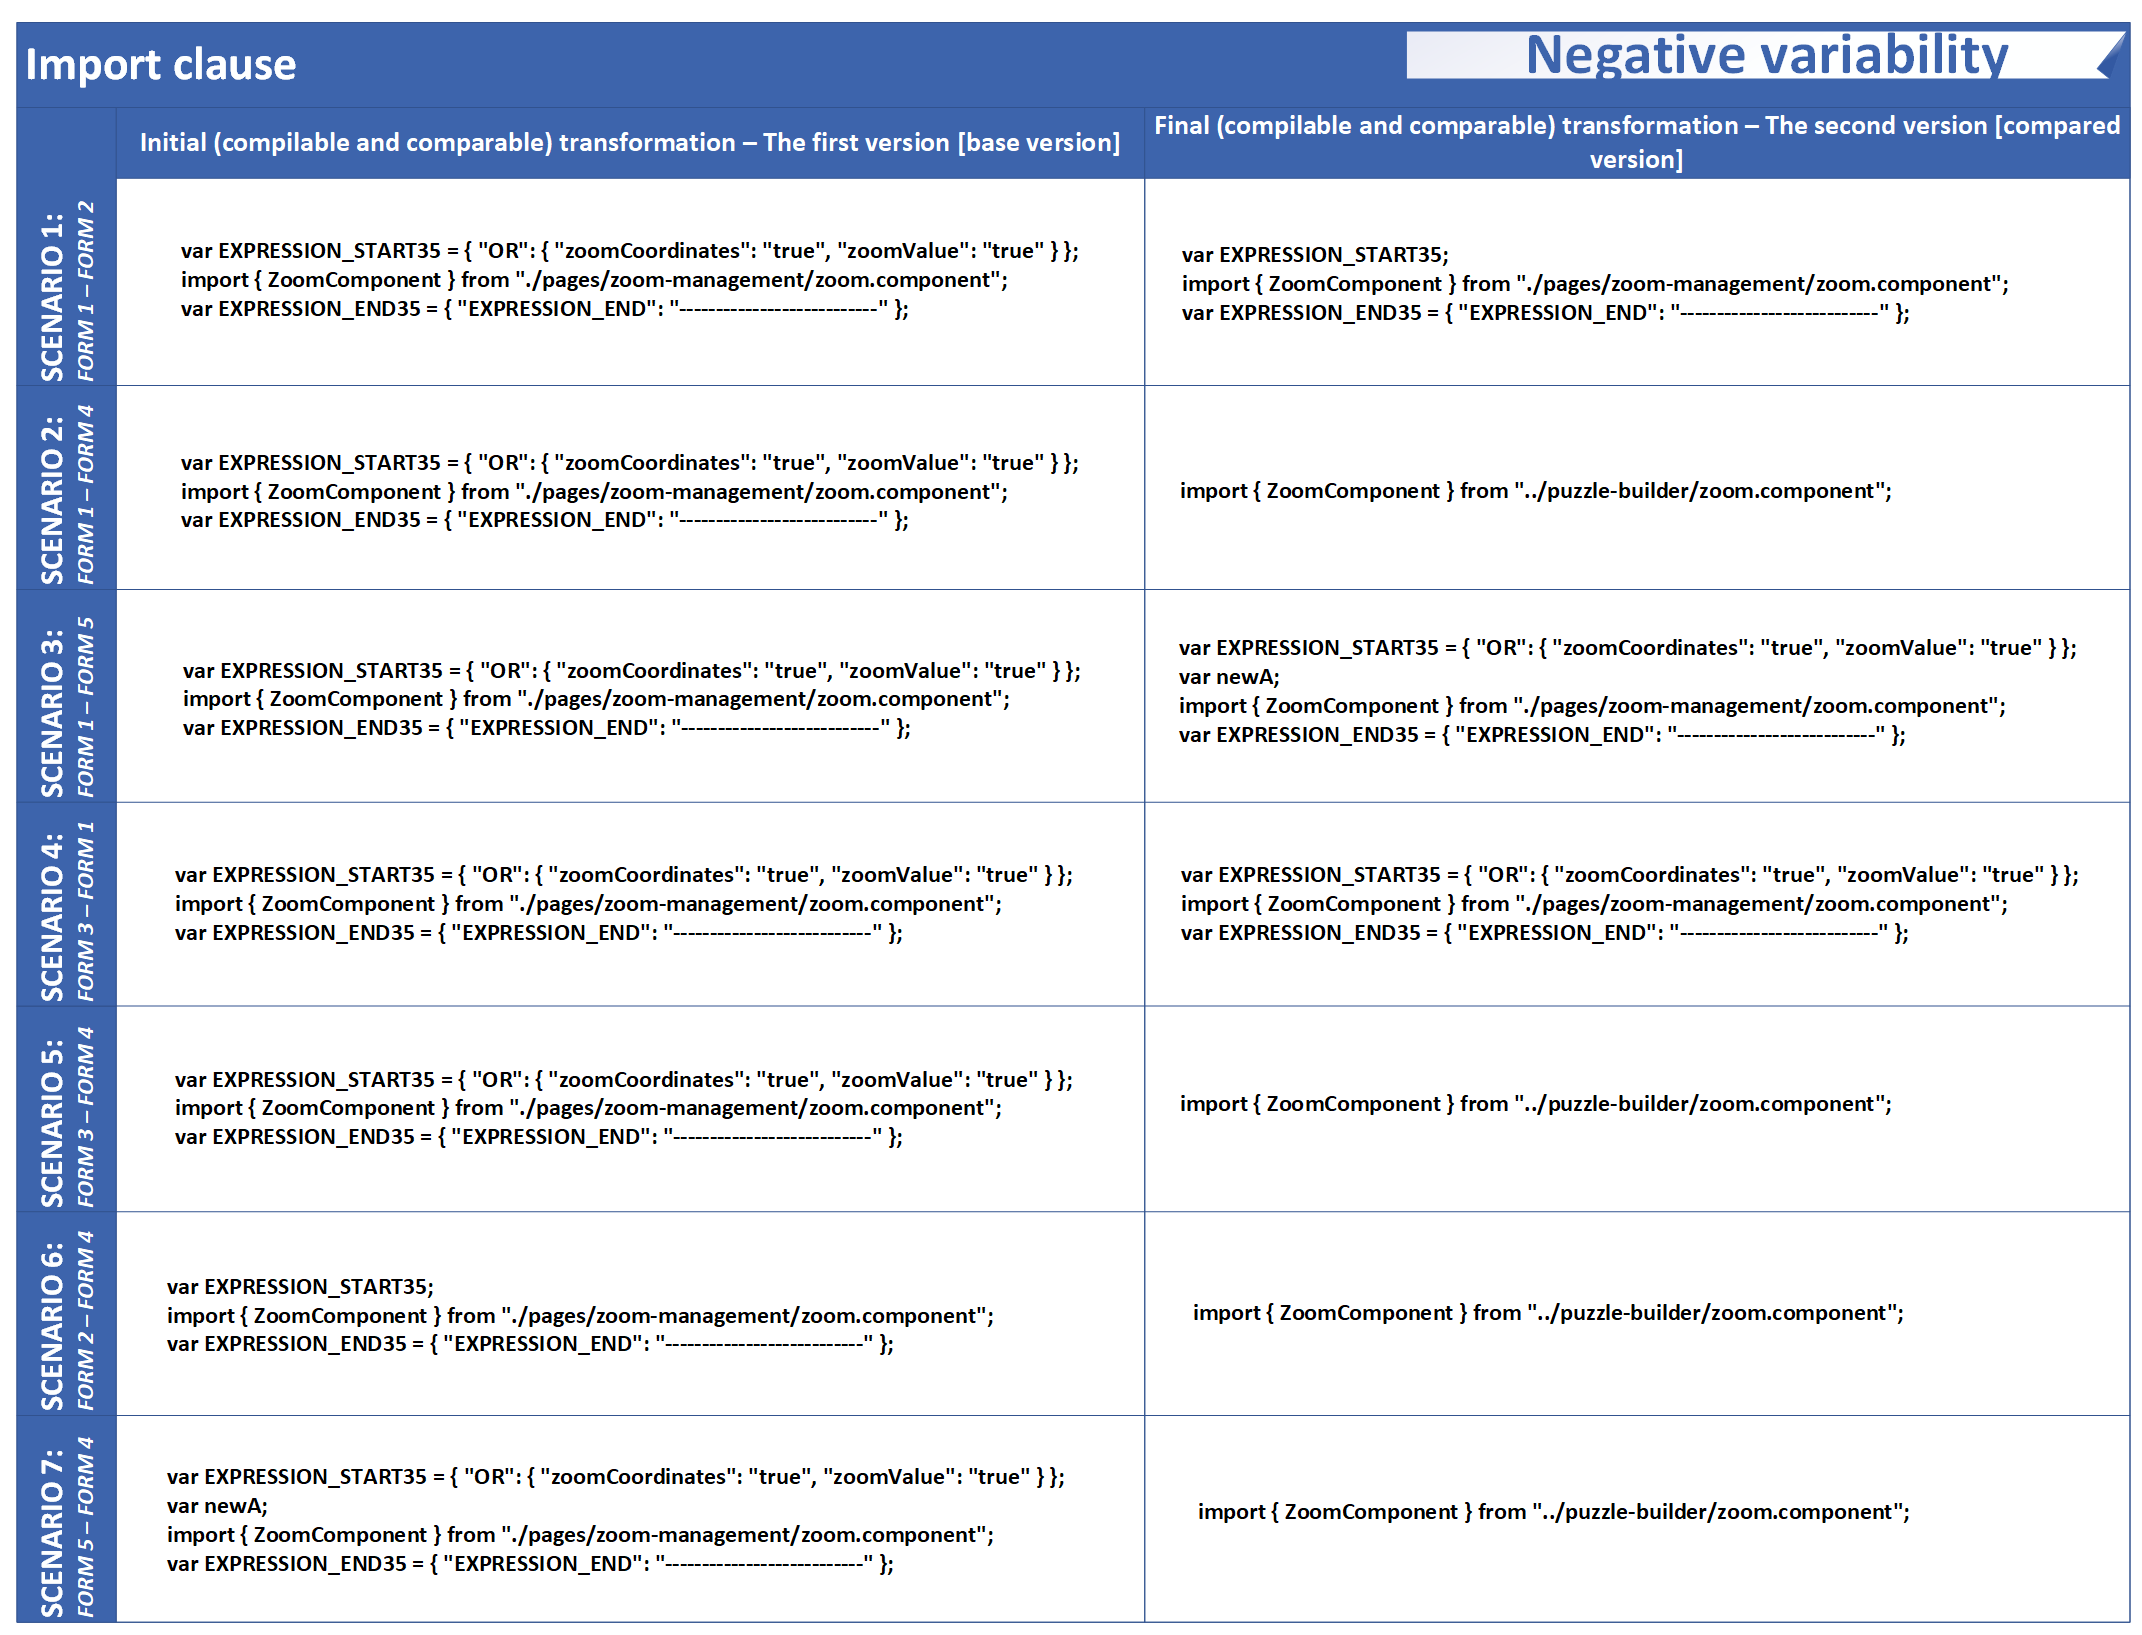 Import clause
Negative variability
Initial (compilable and comparable) transformation – The first version [base version]
Final (compilable and comparable) transformation – The second version [compared
version]
SCENARIO 1:
FORM 1 – FORM 2
var EXPRESSION_START35 = { "OR": { "zoomCoordinates": "true", "zoomValue": "true" } };
import { ZoomComponent } from "./pages/zoom-management/zoom.component";
var EXPRESSION_END35 = { "EXPRESSION_END": "---------------------------" };
var EXPRESSION_START35;
import { ZoomComponent } from "./pages/zoom-management/zoom.component";
var EXPRESSION_END35 = { "EXPRESSION_END": "---------------------------" };
SCENARIO 2:
FORM 1 – FORM 4
var EXPRESSION_START35 = { "OR": { "zoomCoordinates": "true", "zoomValue": "true" } };
import { ZoomComponent } from "./pages/zoom-management/zoom.component";
var EXPRESSION_END35 = { "EXPRESSION_END": "---------------------------" };
import { ZoomComponent } from "../puzzle-builder/zoom.component";
SCENARIO 3:
FORM 1 – FORM 5
var EXPRESSION_START35 = { "OR": { "zoomCoordinates": "true", "zoomValue": "true" } };
import { ZoomComponent } from "./pages/zoom-management/zoom.component";
var EXPRESSION_END35 = { "EXPRESSION_END": "---------------------------" };
var EXPRESSION_START35 = { "OR": { "zoomCoordinates": "true", "zoomValue": "true" } };
var newA;
import { ZoomComponent } from "./pages/zoom-management/zoom.component";
var EXPRESSION_END35 = { "EXPRESSION_END": "---------------------------" };
SCENARIO 4:
FORM 3 – FORM 1
var EXPRESSION_START35 = { "OR": { "zoomCoordinates": "true", "zoomValue": "true" } };
import { ZoomComponent } from "./pages/zoom-management/zoom.component";
var EXPRESSION_END35 = { "EXPRESSION_END": "---------------------------" };
var EXPRESSION_START35 = { "OR": { "zoomCoordinates": "true", "zoomValue": "true" } };
import { ZoomComponent } from "./pages/zoom-management/zoom.component";
var EXPRESSION_END35 = { "EXPRESSION_END": "---------------------------" };
SCENARIO 5:
FORM 3 – FORM 4
var EXPRESSION_START35 = { "OR": { "zoomCoordinates": "true", "zoomValue": "true" } };
import { ZoomComponent } from "./pages/zoom-management/zoom.component";
var EXPRESSION_END35 = { "EXPRESSION_END": "---------------------------" };
import { ZoomComponent } from "../puzzle-builder/zoom.component";
SCENARIO 6:
FORM 2 – FORM 4
var EXPRESSION_START35;
import { ZoomComponent } from "./pages/zoom-management/zoom.component";
var EXPRESSION_END35 = { "EXPRESSION_END": "---------------------------" };
import { ZoomComponent } from "../puzzle-builder/zoom.component";
SCENARIO 7:
FORM 5 – FORM 4
var EXPRESSION_START35 = { "OR": { "zoomCoordinates": "true", "zoomValue": "true" } };
var newA;
import { ZoomComponent } from "./pages/zoom-management/zoom.component";
var EXPRESSION_END35 = { "EXPRESSION_END": "---------------------------" };
import { ZoomComponent } from "../puzzle-builder/zoom.component";